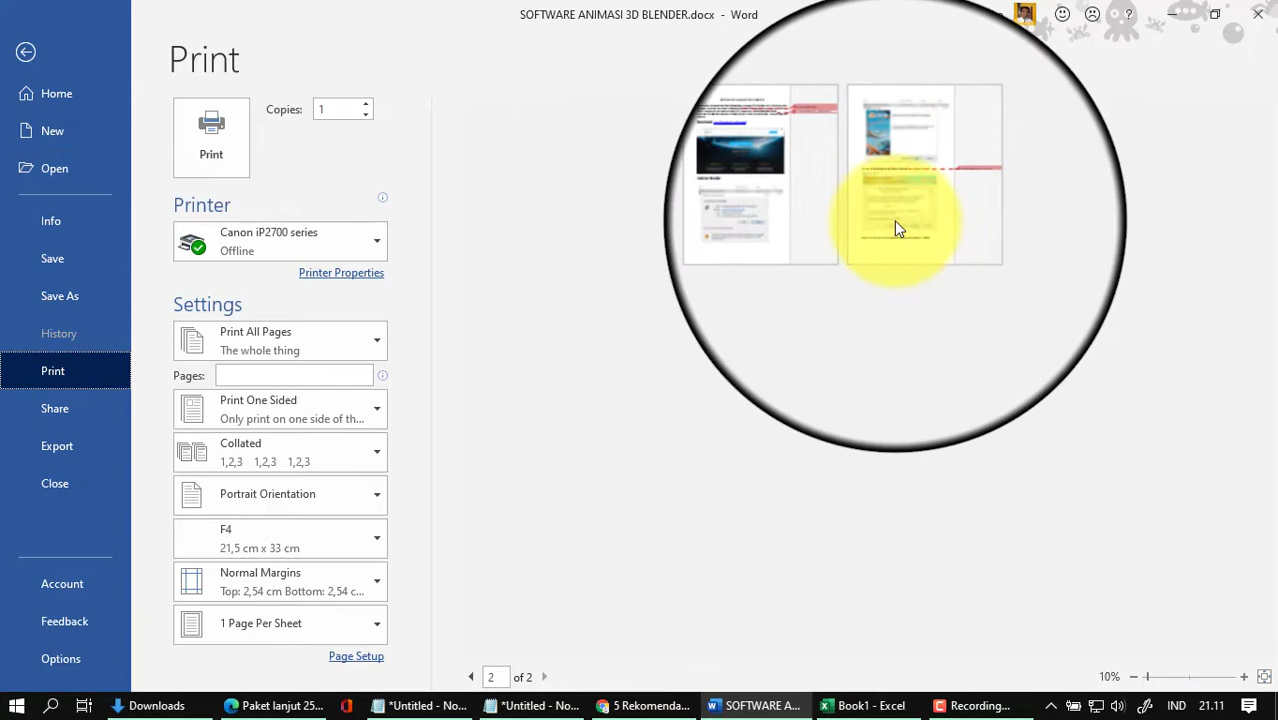 SOFTWARE ANIMASI 3D BLENDER.docx - Word
?
Print
Home
New
Open
Info
Save
Save As
History
Print
Share
Export
Close
Account
Feedback
Options
Print
Copies: 1
Printer
Canon iP2700 series
Offline
Printer Properties
Settings
Print All Pages
The whole thing
Pages:
Print One Sided
Only print on one side of th...
Collated
1,2,3 1,2,3 1,2,3
Portrait Orientation
F4
21,5 cm x 33 cm
Normal Margins
Top: 2,54 cm Bottom: 2,54 c...
1 Page Per Sheet
Page Setup
2 of 2
10%
Downloads
Paket lanjut 25...
*Untitled - No...
*Untitled - No...
5 Rekomenda...
SOFTWARE A...
Book1 - Excel
Recording...
IND
21.11